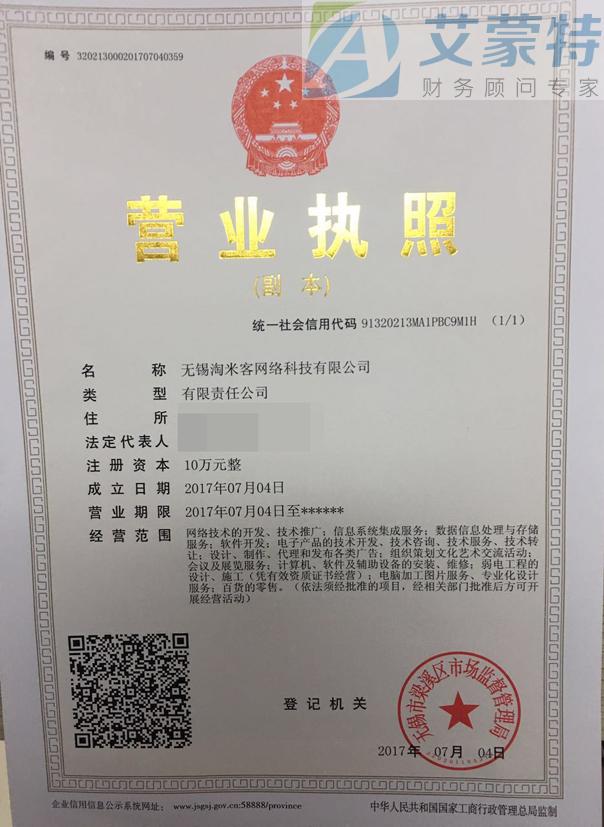 艾蒙特
财务顾问专家
编 号 320213000201707040359
营业执照
(副 本)
统一社会信用代码 91320213MA1PBC9M1H (1/1)
名 称 无锡淘米客网络科技有限公司
类 型 有限责任公司
住 所
法定代表人
注册资本 10万元整
成立日期 2017年07月04日
营业期限 2017年07月04日至******
经营范围 网络技术的开发、技术推广；信息系统集成服务；数据信息处理与存储
服务；软件开发；电子产品的技术开发、技术咨询、技术服务、技术转
让；设计、制作、代理和发布各类广告；组织策划文化艺术交流活动；
会议及展览服务；计算机、软件及辅助设备的安装、维修；弱电工程的
设计、施工（凭有效资质证书经营）；电脑加工图片服务、专业化设计
服务；百货的零售。（依法须经批准的项目，经相关部门批准后方可开
展经营活动）
登记机关
无锡市梁溪区市场监督管理局
2017年 07月 04日
企业信用信息公示系统网址： www.jsgsj.gov.cn:58888/province
中华人民共和国国家工商行政管理总局监制